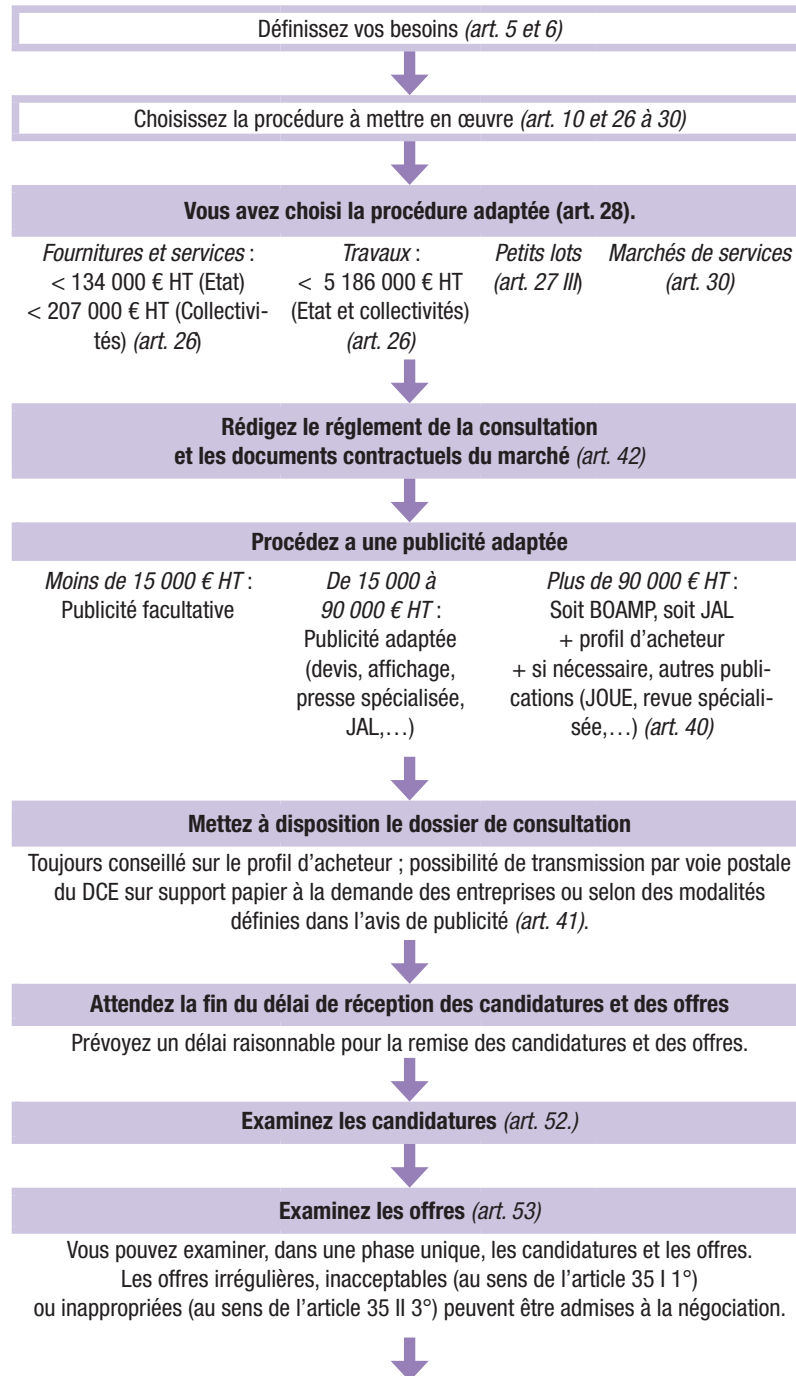 Définissez vos besoins (art. 5 et 6)
Choisissez la procédure à mettre en œuvre (art. 10 et 26 à 30)
Vous avez choisi la procédure adaptée (art. 28).
Fournitures et services :
< 134 000 € HT (Etat)
< 207 000 € HT (Collectivi-
tés) (art. 26)
Travaux :
< 5 186 000 € HT
(Etat et collectivités)
(art. 26)
Petits lots
(art. 27 III)
Marchés de services
(art. 30)
Rédigez le réglement de la consultation
et les documents contractuels du marché (art. 42)
Procédez a une publicité adaptée
Moins de 15 000 € HT :
Publicité facultative
De 15 000 à
90 000 € HT :
Publicité adaptée
(devis, affichage,
presse spécialisée,
JAL,…)
Plus de 90 000 € HT :
Soit BOAMP, soit JAL
+ profil d’acheteur
+ si nécessaire, autres publi-
cations (JOUE, revue spéciali-
sée,…) (art. 40)
Mettez à disposition le dossier de consultation
Toujours conseillé sur le profil d’acheteur ; possibilité de transmission par voie postale
du DCE sur support papier à la demande des entreprises ou selon des modalités
définies dans l’avis de publicité (art. 41).
Attendez la fin du délai de réception des candidatures et des offres
Prévoyez un délai raisonnable pour la remise des candidatures et des offres.
Examinez les candidatures (art. 52.)
Examinez les offres (art. 53)
Vous pouvez examiner, dans une phase unique, les candidatures et les offres.
Les offres irrégulières, inacceptables (au sens de l’article 35 I 1°)
ou inappropriées (au sens de l’article 35 II 3°) peuvent être admises à la négociation.